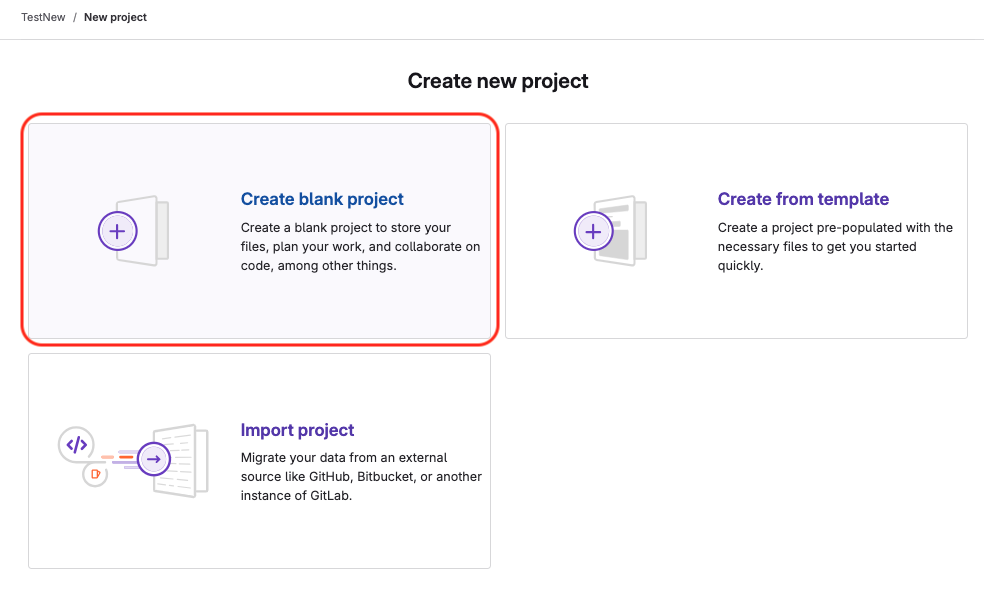 TestNew / New project
Create new project
Create blank project
Create a blank project to store your
files, plan your work, and collaborate on
code, among other things.
Create from template
Create a project pre-populated with the
necessary files to get you started
quickly.
Import project
Migrate your data from an external
source like GitHub, Bitbucket, or another
instance of GitLab.